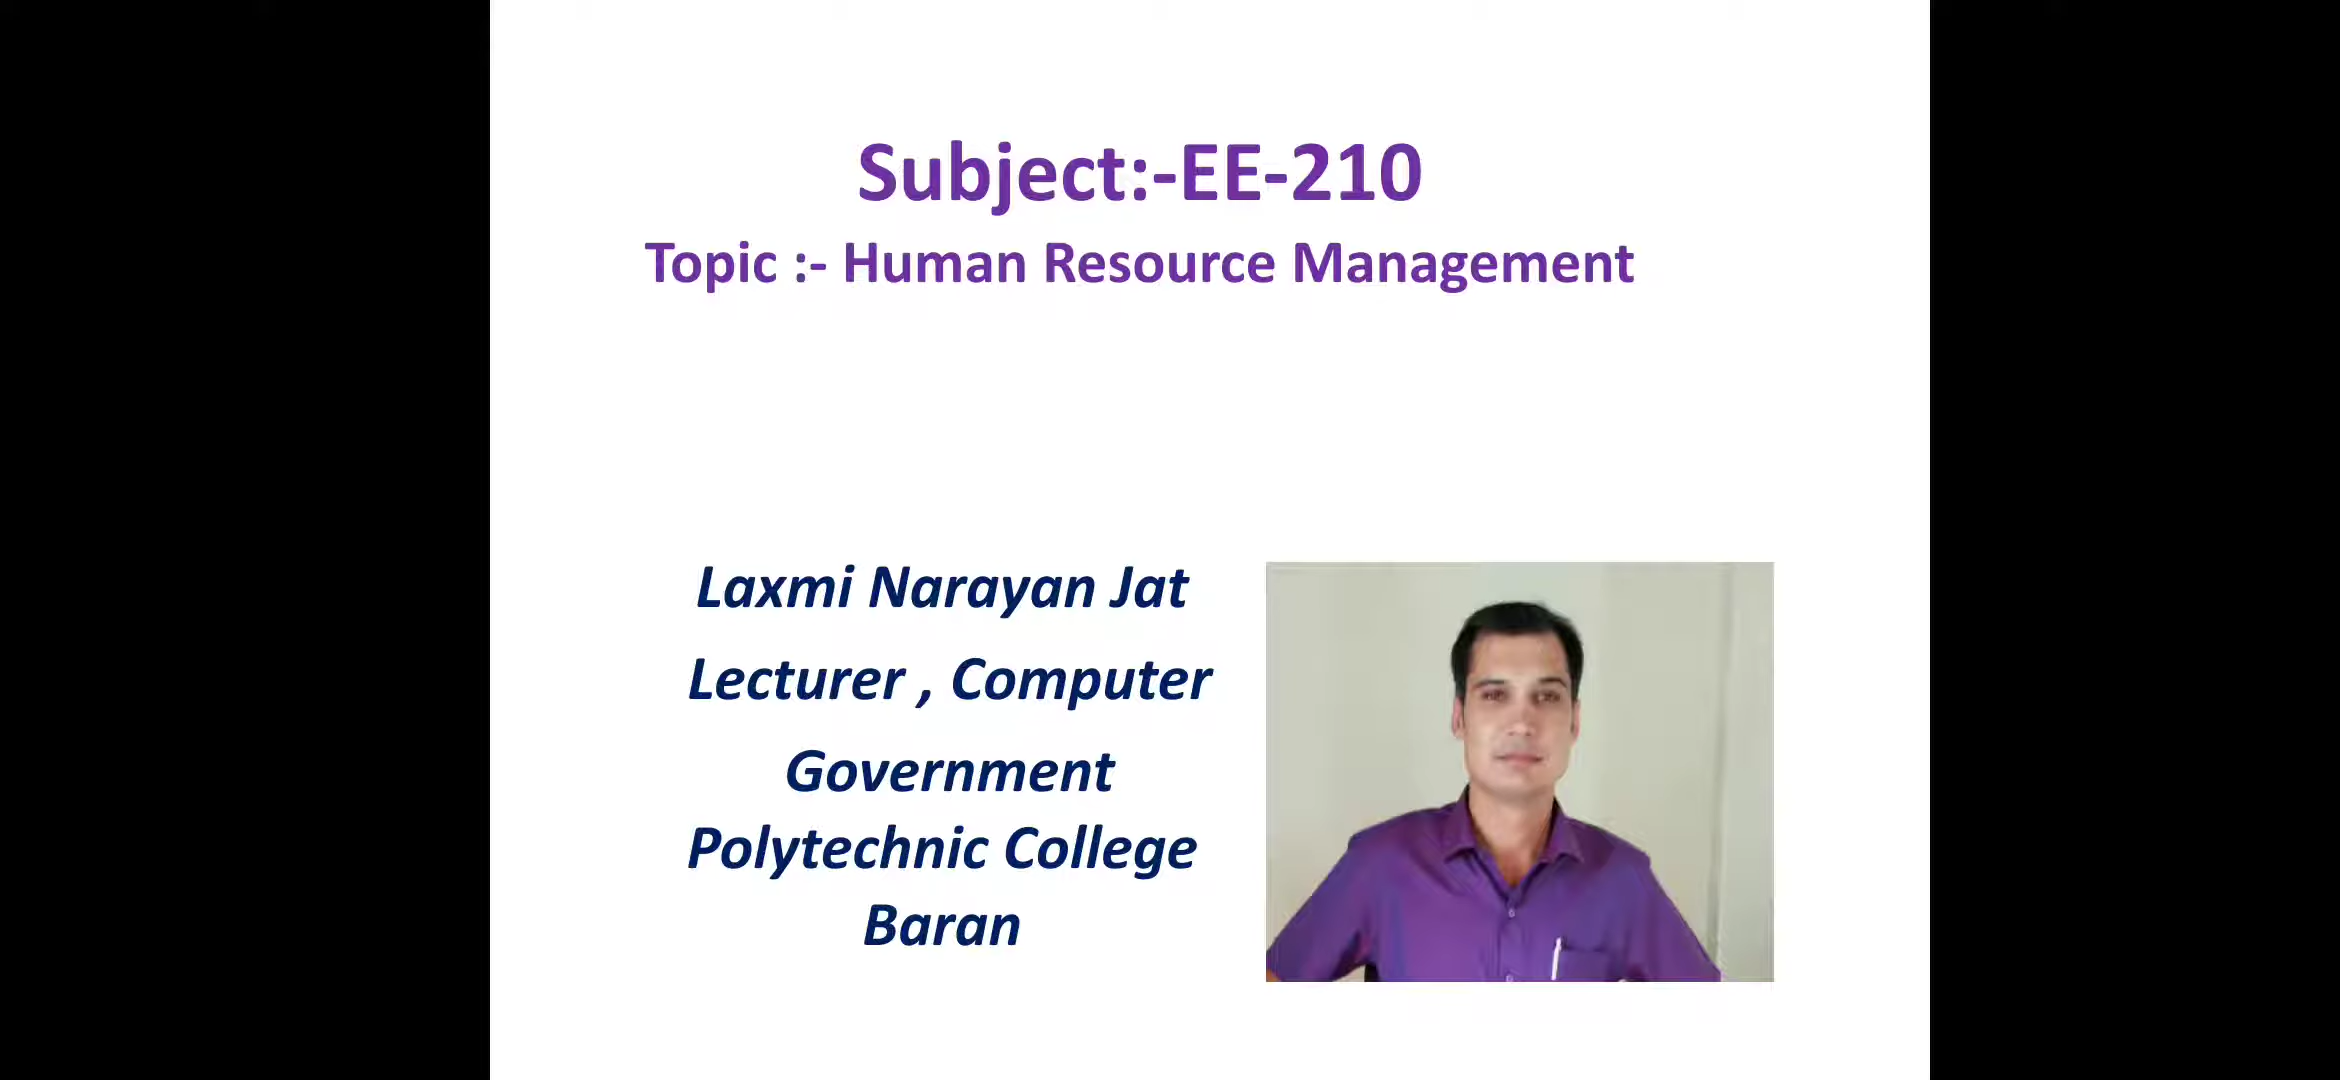 Subject:-EE-210
Topic :- Human Resource Management
Laxmi Narayan Jat
Lecturer , Computer
Government
Polytechnic College
Baran